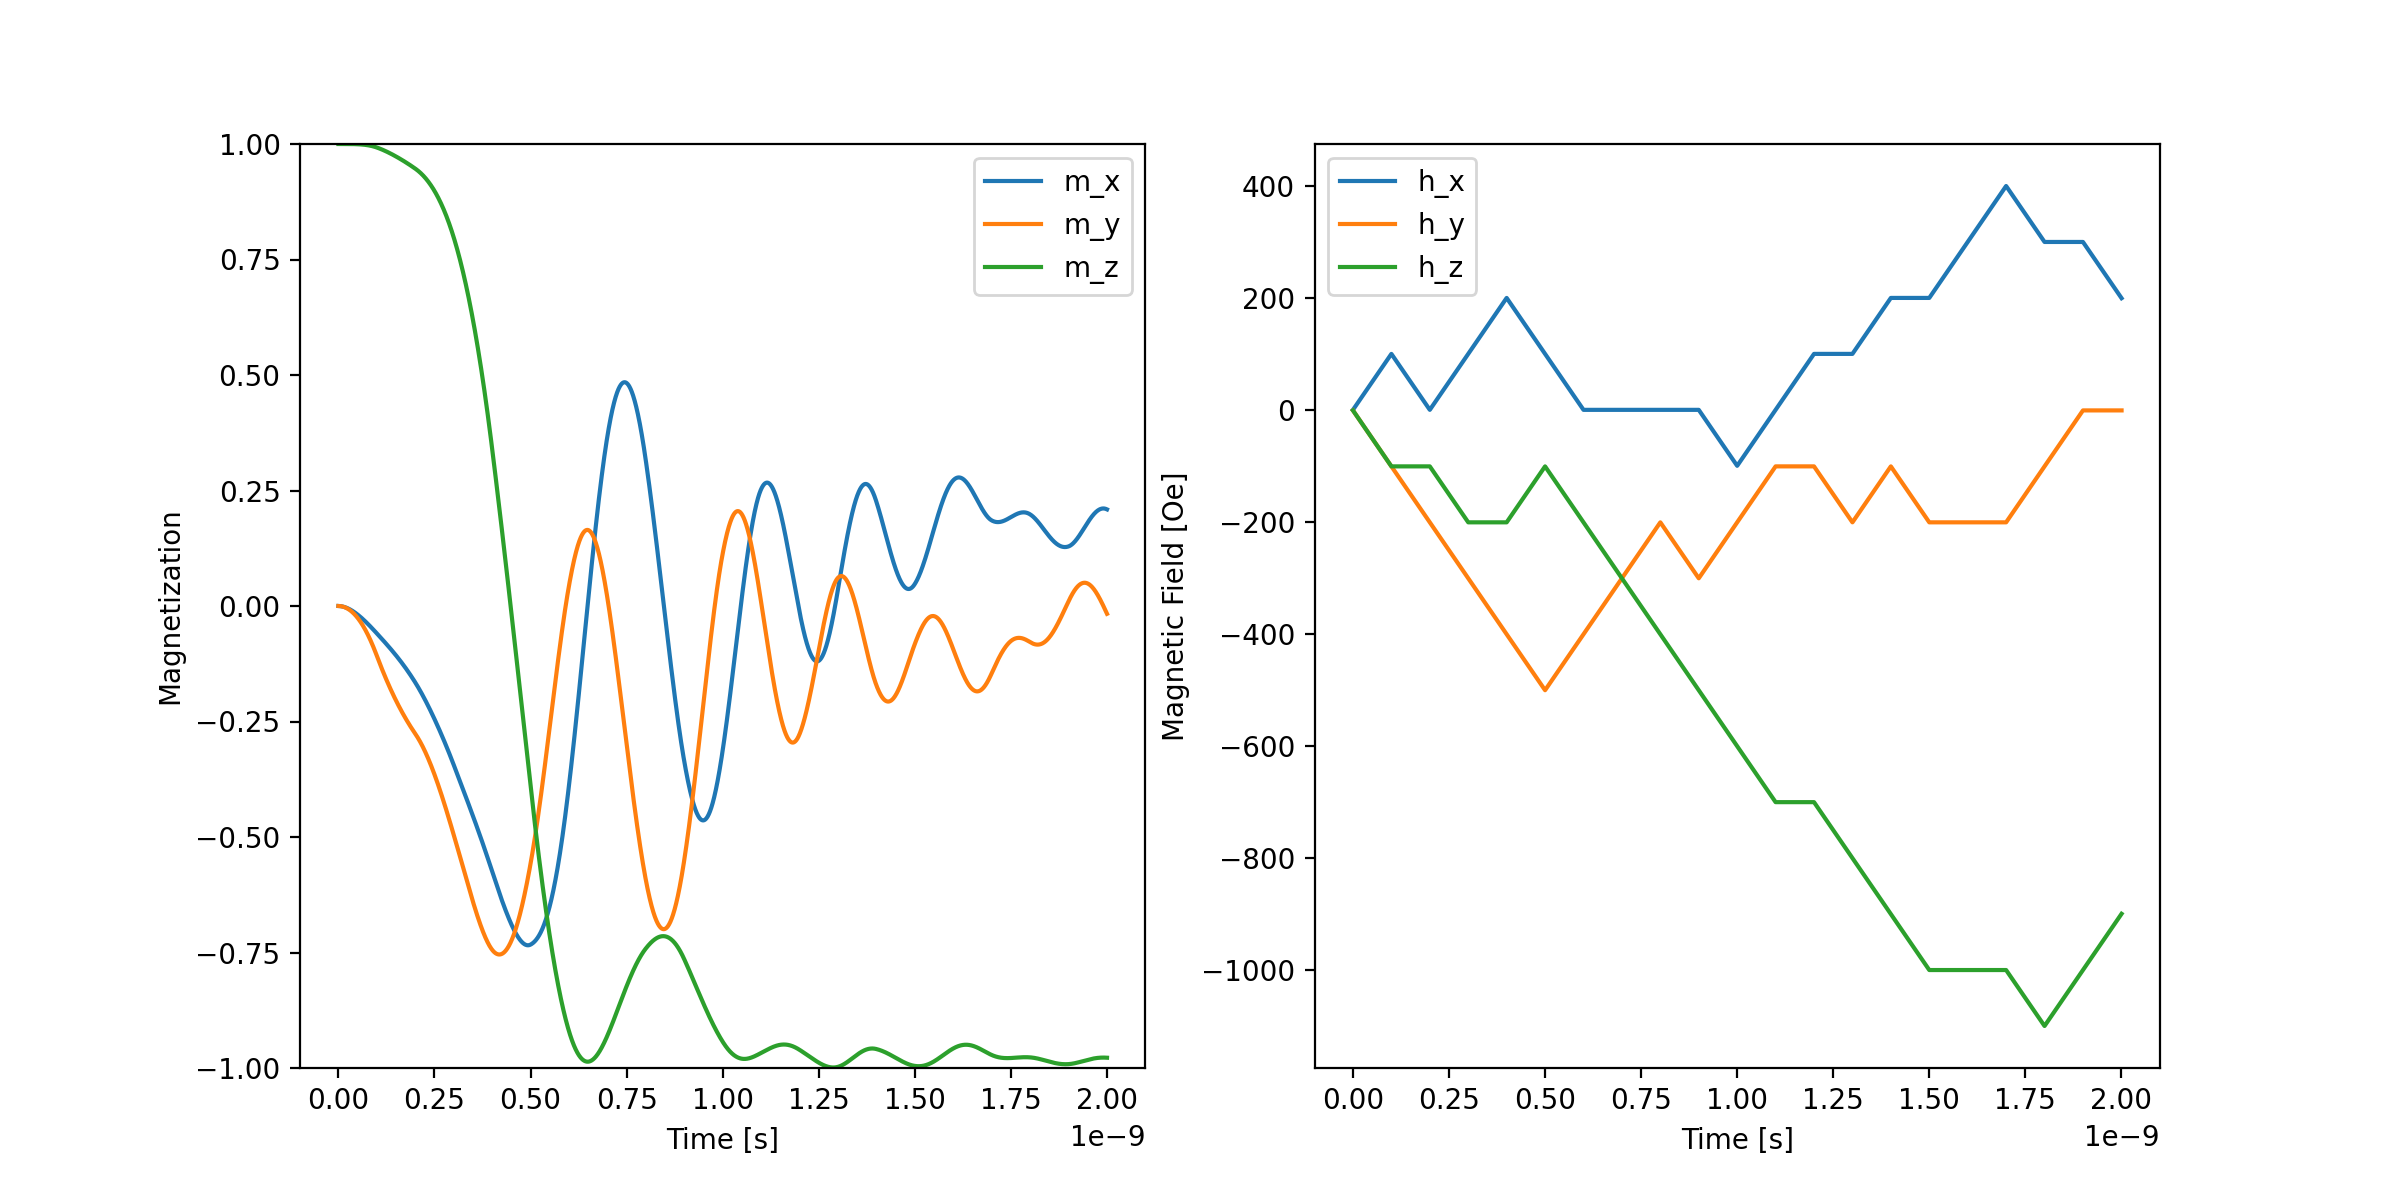 1.00
0.75
0.50
0.25
0.00
−0.25
−0.50
−0.75
−1.00
Magnetization
m_x
m_y
m_z
0.00 0.25 0.50 0.75 1.00 1.25 1.50 1.75 2.00
Time [s]
1e−9
400
200
0
−200
−400
−600
−800
−1000
Magnetic Field [Oe]
h_x
h_y
h_z
0.00 0.25 0.50 0.75 1.00 1.25 1.50 1.75 2.00
Time [s]
1e−9